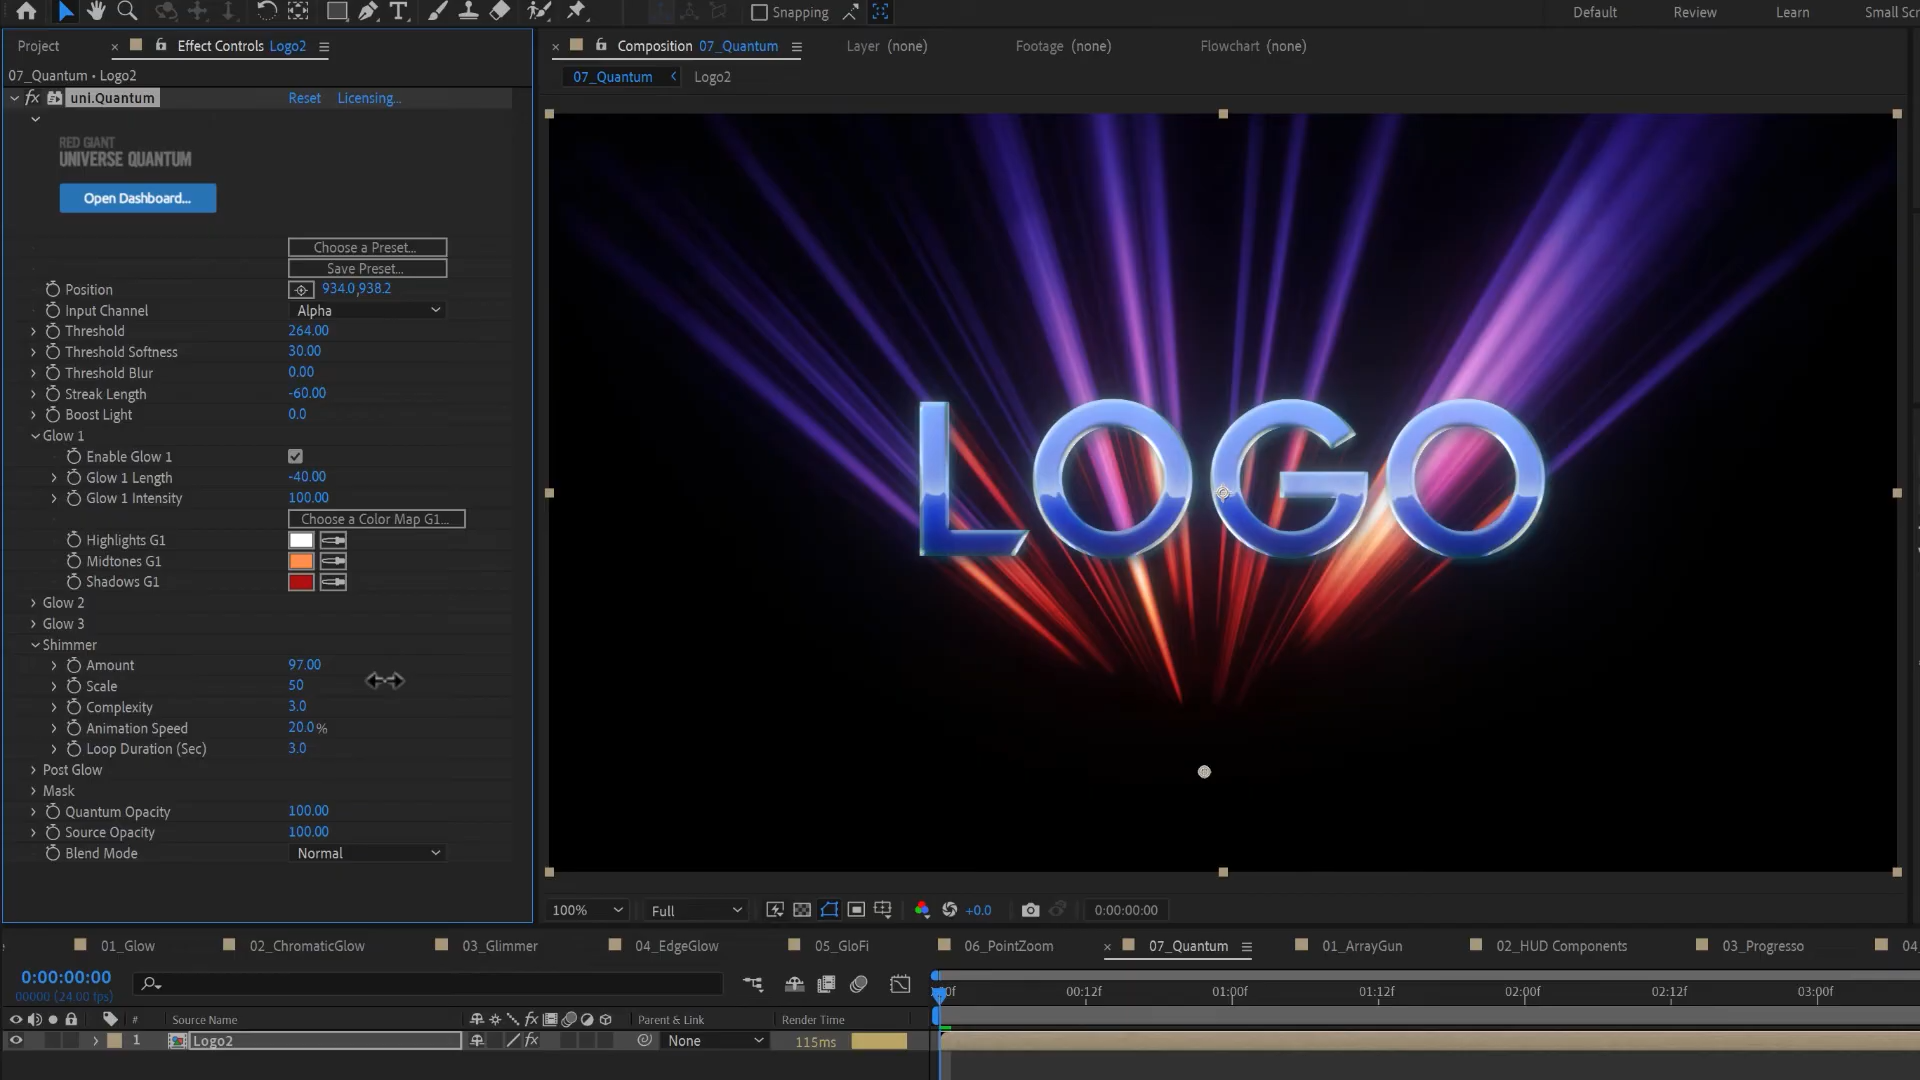 Snapping
Default
Review
Learn
Small Scr
Project
Effect Controls Logo2
Composition 07_Quantum
Layer (none)
Footage (none)
Flowchart (none)
07_Quantum • Logo2
07_Quantum
Logo2
fx
uni.Quantum
Reset
Licensing...
RED GIANT
UNIVERSE QUANTUM
Open Dashboard...
Choose a Preset...
Save Preset...
Position
934.0,938.2
Input Channel
Alpha
Threshold
264.00
Threshold Softness
30.00
Threshold Blur
0.00
Streak Length
-60.00
Boost Light
0.0
Glow 1
Enable Glow 1
Glow 1 Length
-40.00
Glow 1 Intensity
100.00
Choose a Color Map G1...
Highlights G1
Midtones G1
Shadows G1
Glow 2
Glow 3
Shimmer
Amount
97.00
Scale
50
Complexity
3.0
Animation Speed
20.0%
Loop Duration (Sec)
3.0
Post Glow
Mask
Quantum Opacity
100.00
Source Opacity
100.00
Blend Mode
Normal
LOGO
100%
Full
+0.0
0:00:00:00
01_Glow
02_ChromaticGlow
03_Glimmer
04_EdgeGlow
05_GloFi
06_PointZoom
07_Quantum
01_ArrayGun
02_HUD Components
03_Progresso
04
0:00:00:00
00000 (24.00 fps)
00:12f
01:00f
01:12f
02:00f
02:12f
03:00f
#
Source Name
fx
Parent & Link
Render Time
1
Logo2
fx
None
115ms